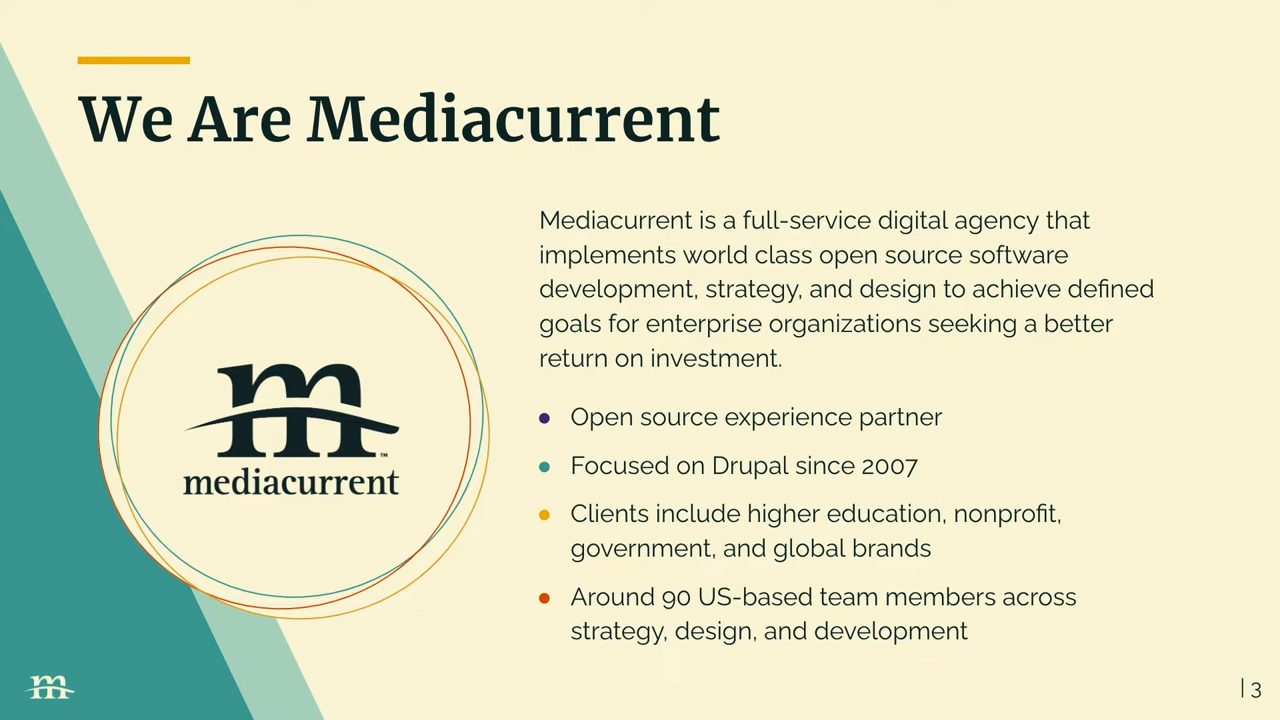 We Are Mediacurrent
Mediacurrent is a full-service digital agency that
implements world class open source software
development, strategy, and design to achieve defined
goals for enterprise organizations seeking a better
return on investment.
• Open source experience partner
• Focused on Drupal since 2007
• Clients include higher education, nonprofit,
government, and global brands
• Around 90 US-based team members across
strategy, design, and development
m™
mediacurrent
m
| 3